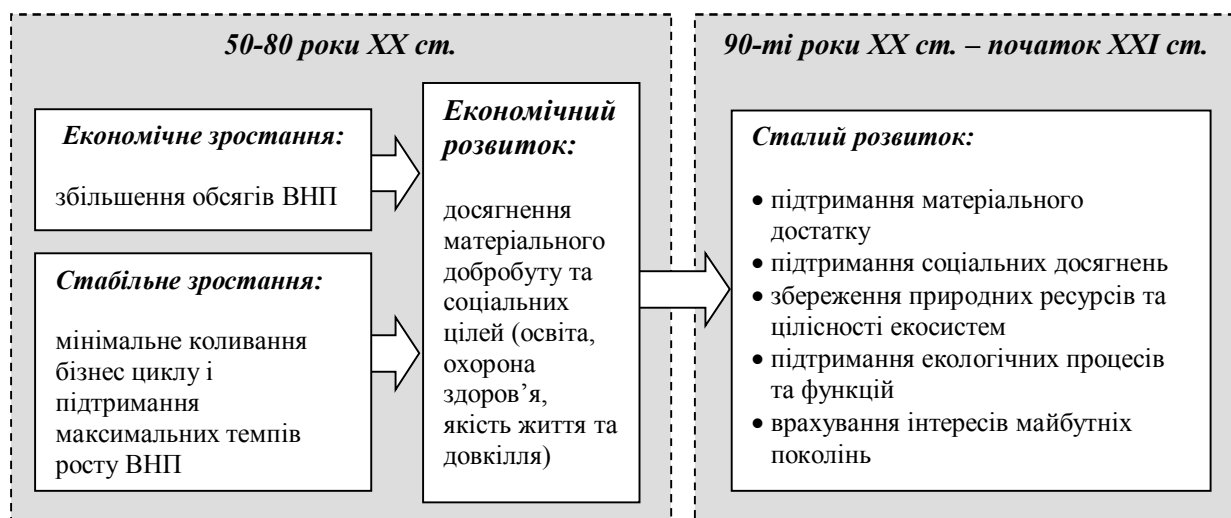 50-80 роки XX ст.
Економічне зростання:
збільшення обсягів ВНП
Стабільне зростання:
мінімальне коливання
бізнес циклу і
підтримання
максимальних темпів
росту ВНП
Економічний
розвиток:
досягнення
матеріального
добробуту та
соціальних
цілей (освіта,
охорона
здоров’я,
якість життя та
довкілля)
90-ті роки XX ст. – початок XXI ст.
Сталий розвиток:
• підтримання матеріального
достатку
• підтримання соціальних досягнень
• збереження природних ресурсів та
цілісності екосистем
• підтримання екологічних процесів
та функцій
• врахування інтересів майбутніх
поколінь